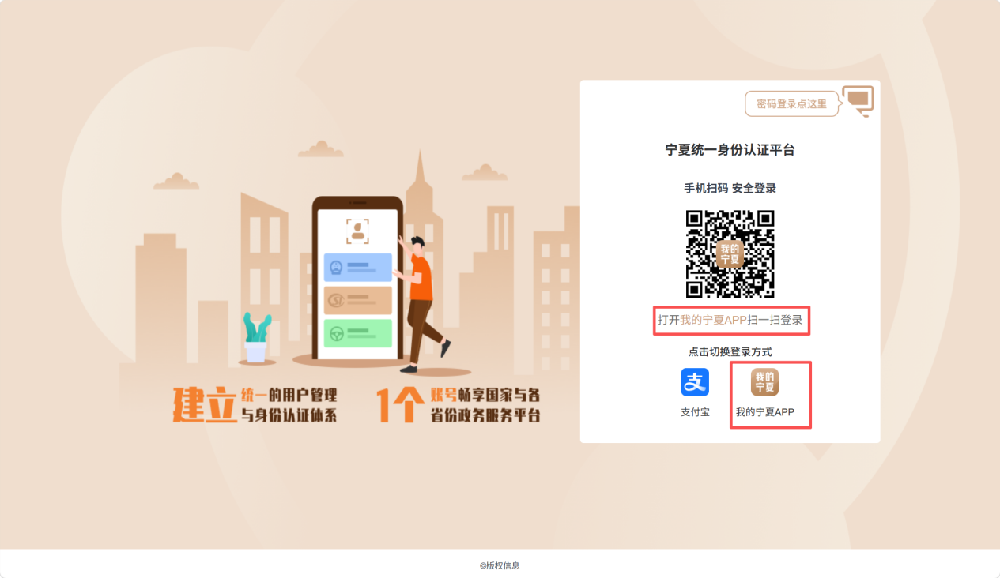 密码登录点这里
宁夏统一身份认证平台
手机扫码 安全登录
我的
宁夏
打开我的宁夏APP扫一扫登录
点击切换登录方式
支
我的
宁夏
支付宝
我的宁夏APP
建立 统一的用户管理
与身份认证体系
1个 账号畅享国家与各
省份政务服务平台
©版权信息